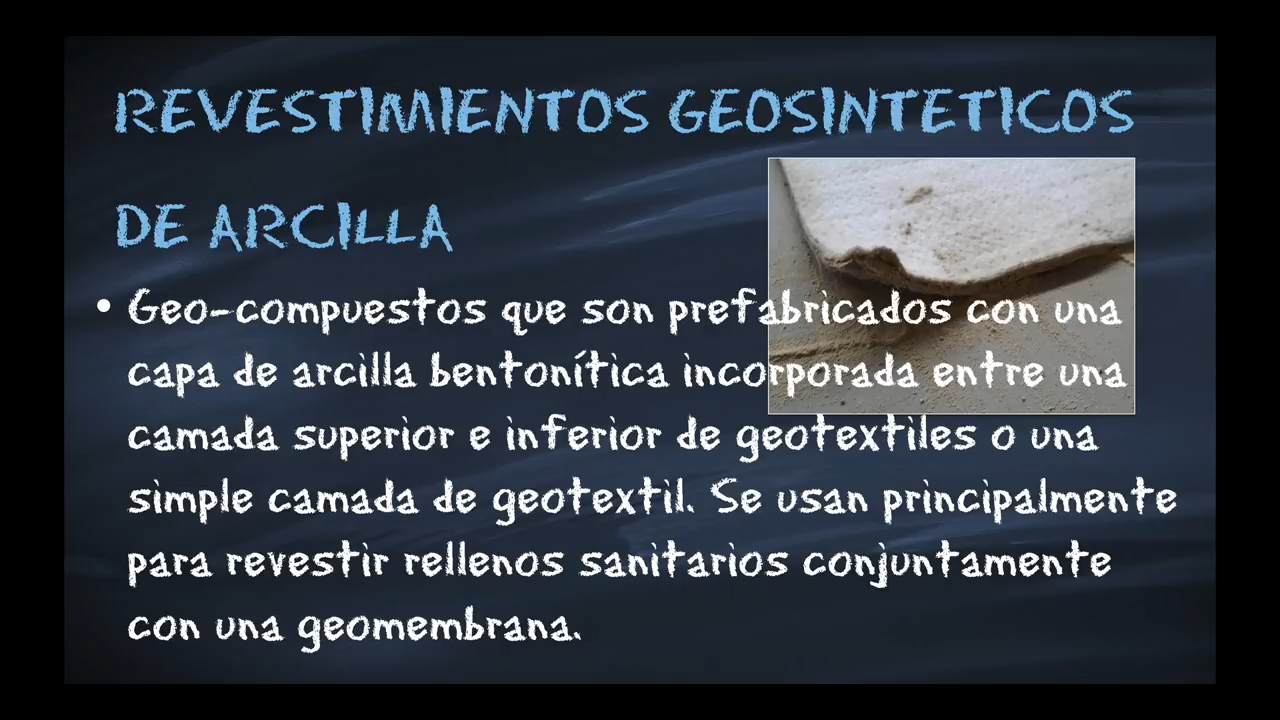 REVESTIMIENTOS GEOSINTETICOS
DE ARCILLA
• Geo-compuestos que son prefabricados con una
capa de arcilla bentonítica incorporada entre una
camada superior e inferior de geotextiles o una
simple camada de geotextil. Se usan principalmente
para revestir rellenos sanitarios conjuntamente
con una geomembrana.